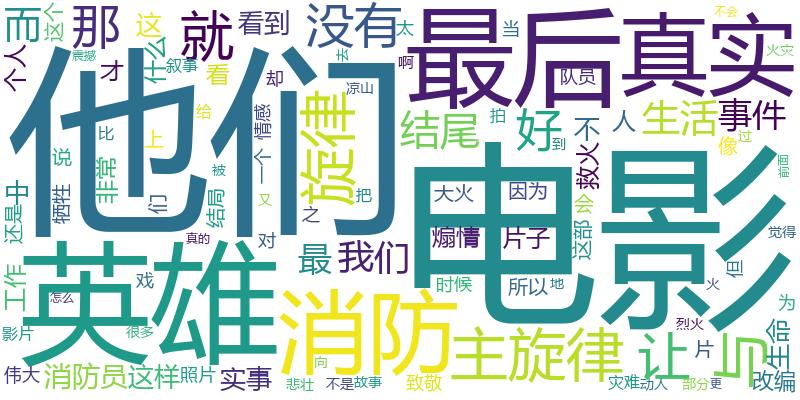 而
这个
那
这
就
看到
没有
太
当
最后
真实
不会
个人
才
震撼
什么
叙事
看
却
去
啊
队员
火灾
他们
给
凉山
情感
旋律
拍
比
上
一个
把
结尾
好
不
人
生活
事件
像
说
非常
到
救火
过
电影
前面
中
牺牲
们
被
又
之
大火
因为
会
还是
结局
真的
对
最
我们
煽情
片子
这部
觉得
英雄
工作
戏
时候
所以
地
但
火
为
怎么
消防
影片
很多
向
主旋律
烈火
让
片
与
生命
伟大
消防员
这样
照片
实事
悲壮
不是
故事
致敬
灾难
动人
部分
更
改编